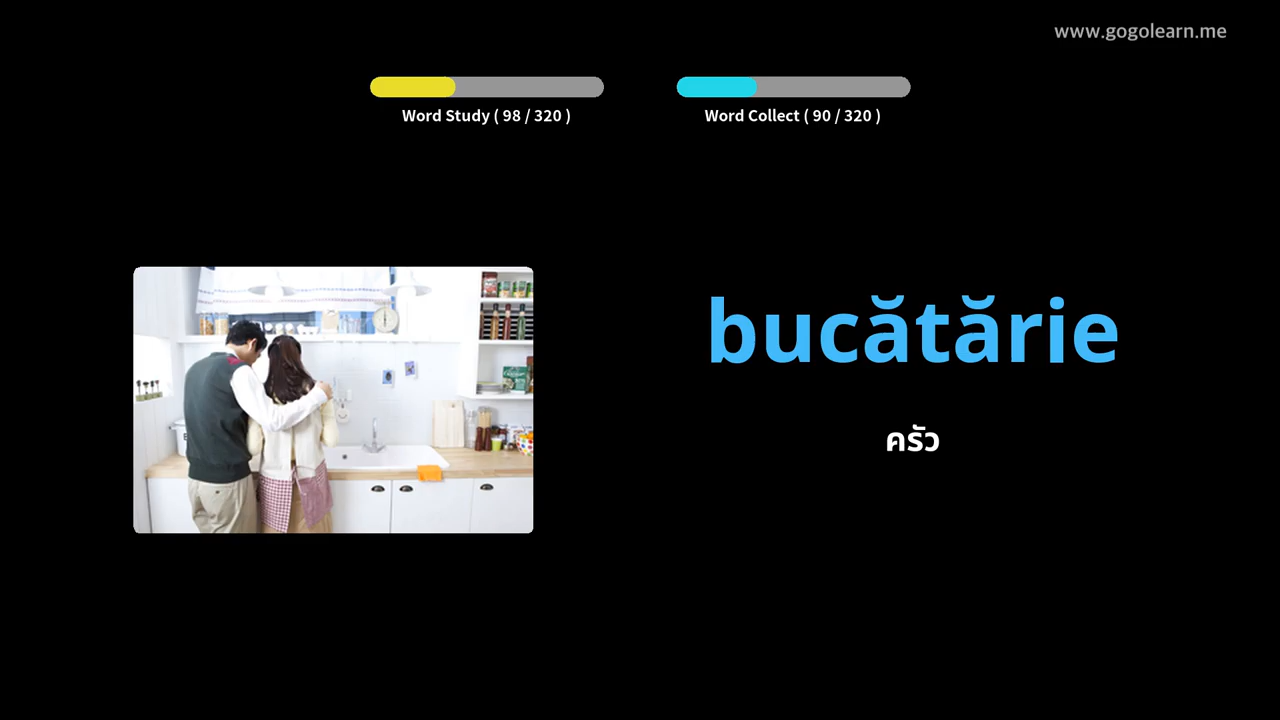 www.gogolearn.me
Word Study ( 98 / 320 )
Word Collect ( 90 / 320 )
bucătărie
ครัว